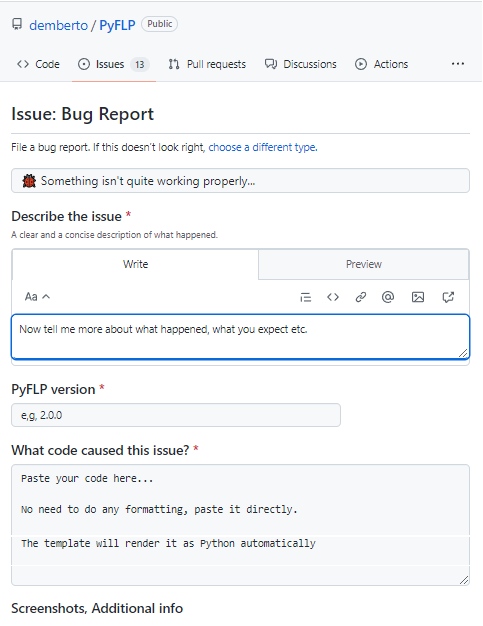 demberto / PyFLP Public
Code Issues 13 Pull requests Discussions Actions ...
Issue: Bug Report
File a bug report. If this doesn't look right, choose a different type.
Something isn't quite working properly...
Describe the issue *
A clear and a concise description of what happened.
Write Preview
Aa
Now tell me more about what happened, what you expect etc.
PyFLP version *
e,g, 2.0.0
What code caused this issue? *
Paste your code here...
No need to do any formatting, paste it directly.
The template will render it as Python automatically
Screenshots, Additional info